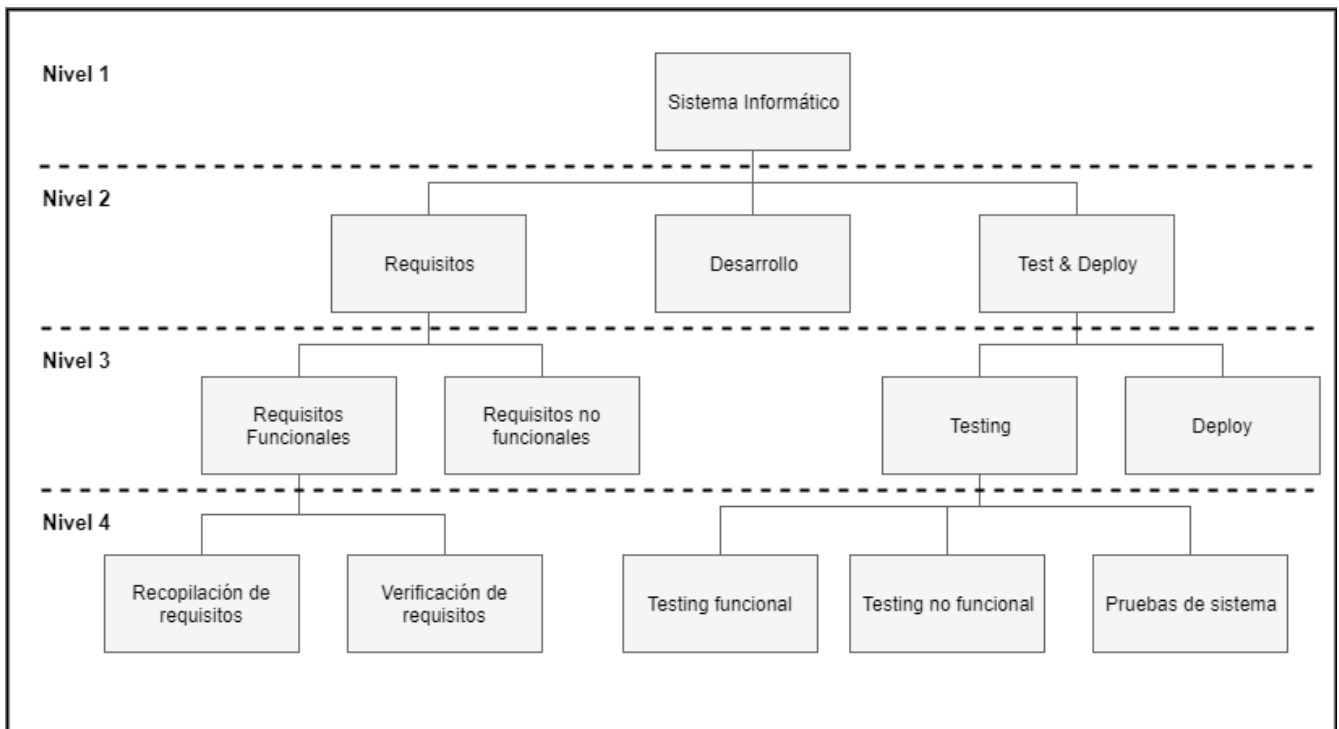 Nivel 1
Sistema Informático
Nivel 2
Requisitos
Desarrollo
Test & Deploy
Nivel 3
Requisitos
Funcionales
Requisitos no
funcionales
Testing
Deploy
Nivel 4
Recopilación de
requisitos
Verificación de
requisitos
Testing funcional
Testing no funcional
Pruebas de sistema